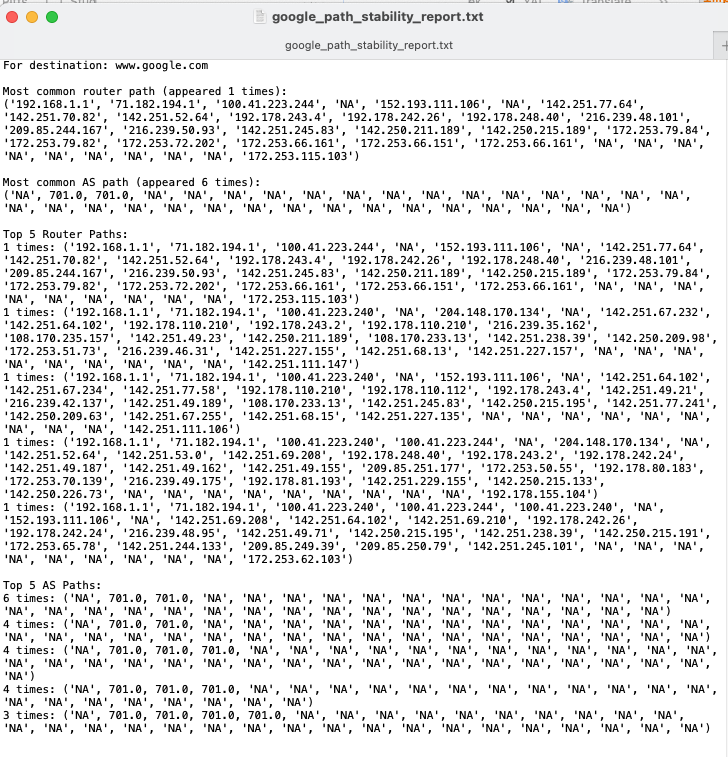 google_path_stability_report.txt
google_path_stability_report.txt
For destination: www.google.com
Most common router path (appeared 1 times):
('192.168.1.1', '71.182.194.1', '100.41.223.244', 'NA', '152.193.111.106', 'NA', '142.251.77.64',
'142.251.70.82', '142.251.52.64', '192.178.243.4', '192.178.242.26', '192.178.248.40', '216.239.48.101',
'209.85.244.167', '216.239.50.93', '142.251.245.83', '142.250.211.189', '142.250.215.189', '172.253.79.84',
'172.253.79.82', '172.253.72.202', '172.253.66.161', '172.253.66.151', '172.253.66.161', 'NA', 'NA', 'NA',
'NA', 'NA', 'NA', 'NA', 'NA', 'NA', '172.253.115.103')
Most common AS path (appeared 6 times):
('NA', 701.0, 701.0, 'NA', 'NA', 'NA', 'NA', 'NA', 'NA', 'NA', 'NA', 'NA', 'NA', 'NA', 'NA', 'NA',
'NA', 'NA', 'NA', 'NA', 'NA', 'NA', 'NA', 'NA', 'NA', 'NA', 'NA', 'NA', 'NA', 'NA', 'NA')
Top 5 Router Paths:
1 times: ('192.168.1.1', '71.182.194.1', '100.41.223.244', 'NA', '152.193.111.106', 'NA', '142.251.77.64',
'142.251.70.82', '142.251.52.64', '192.178.243.4', '192.178.242.26', '192.178.248.40', '216.239.48.101',
'209.85.244.167', '216.239.50.93', '142.251.245.83', '142.250.211.189', '142.250.215.189', '172.253.79.84',
'172.253.79.82', '172.253.72.202', '172.253.66.161', '172.253.66.151', '172.253.66.161', 'NA', 'NA', 'NA',
'NA', 'NA', 'NA', 'NA', 'NA', 'NA', '172.253.115.103')
1 times: ('192.168.1.1', '71.182.194.1', '100.41.223.240', 'NA', '204.148.170.134', 'NA', '142.251.67.232',
'142.251.64.102', '192.178.110.210', '192.178.243.2', '192.178.110.210', '216.239.35.162',
'108.170.235.157', '142.251.49.23', '142.250.211.189', '108.170.233.13', '142.251.238.39', '142.250.209.98',
'172.253.51.73', '216.239.46.31', '142.251.227.155', '142.251.68.13', '142.251.227.157', 'NA', 'NA', 'NA',
'NA', 'NA', 'NA', 'NA', 'NA', 'NA', '142.251.111.147')
1 times: ('192.168.1.1', '71.182.194.1', '100.41.223.240', 'NA', '152.193.111.106', 'NA', '142.251.64.102',
'142.251.67.234', '142.251.77.58', '192.178.110.210', '192.178.110.112', '192.178.243.4', '142.251.49.21',
'216.239.42.137', '142.251.49.189', '108.170.233.13', '142.251.245.83', '142.250.215.195', '142.251.77.241',
'142.250.209.63', '142.251.67.255', '142.251.68.15', '142.251.227.135', 'NA', 'NA', 'NA', 'NA', 'NA', 'NA',
'NA', 'NA', 'NA', '142.251.111.106')
1 times: ('192.168.1.1', '71.182.194.1', '100.41.223.240', '100.41.223.244', 'NA', '204.148.170.134', 'NA',
'142.251.52.64', '142.251.53.0', '142.251.69.208', '192.178.248.40', '192.178.243.2', '192.178.242.24',
'142.251.49.187', '142.251.49.162', '142.251.49.155', '209.85.251.177', '172.253.50.55', '192.178.80.183',
'172.253.70.139', '216.239.49.175', '192.178.81.193', '142.251.229.155', '142.250.215.133',
'142.250.226.73', 'NA', 'NA', 'NA', 'NA', 'NA', 'NA', 'NA', 'NA', 'NA', '192.178.155.104')
1 times: ('192.168.1.1', '71.182.194.1', '100.41.223.240', '100.41.223.244', '100.41.223.240', 'NA',
'152.193.111.106', 'NA', '142.251.69.208', '142.251.64.102', '142.251.69.210', '192.178.242.26',
'192.178.242.24', '216.239.48.95', '142.251.49.71', '142.250.215.195', '142.251.238.39', '142.250.215.191',
'172.253.65.78', '142.251.244.133', '209.85.249.39', '209.85.250.79', '142.251.245.101', 'NA', 'NA', 'NA',
'NA', 'NA', 'NA', 'NA', 'NA', 'NA', '172.253.62.103')
Top 5 AS Paths:
6 times: ('NA', 701.0, 701.0, 'NA', 'NA', 'NA', 'NA', 'NA', 'NA', 'NA', 'NA', 'NA', 'NA', 'NA', 'NA',
'NA', 'NA', 'NA', 'NA', 'NA', 'NA', 'NA', 'NA', 'NA', 'NA', 'NA', 'NA', 'NA', 'NA', 'NA', 'NA')
4 times: ('NA', 701.0, 701.0, 'NA', 'NA', 'NA', 'NA', 'NA', 'NA', 'NA', 'NA', 'NA', 'NA', 'NA', 'NA',
'NA', 'NA', 'NA', 'NA', 'NA', 'NA', 'NA', 'NA', 'NA', 'NA', 'NA', 'NA', 'NA', 'NA', 'NA', 'NA', 'NA')
4 times: ('NA', 701.0, 701.0, 701.0, 'NA', 'NA', 'NA', 'NA', 'NA', 'NA', 'NA', 'NA', 'NA', 'NA', 'NA',
'NA', 'NA', 'NA', 'NA', 'NA', 'NA', 'NA', 'NA', 'NA', 'NA', 'NA', 'NA', 'NA', 'NA', 'NA', 'NA', 'NA',
'NA')
4 times: ('NA', 701.0, 701.0, 701.0, 'NA', 'NA', 'NA', 'NA', 'NA', 'NA', 'NA', 'NA', 'NA', 'NA', 'NA',
'NA', 'NA', 'NA', 'NA', 'NA', 'NA', 'NA')
3 times: ('NA', 701.0, 701.0, 701.0, 701.0, 'NA', 'NA', 'NA', 'NA', 'NA', 'NA', 'NA', 'NA', 'NA',
'NA', 'NA', 'NA', 'NA', 'NA', 'NA', 'NA', 'NA', 'NA', 'NA', 'NA', 'NA', 'NA', 'NA', 'NA', 'NA', 'NA', 'NA')